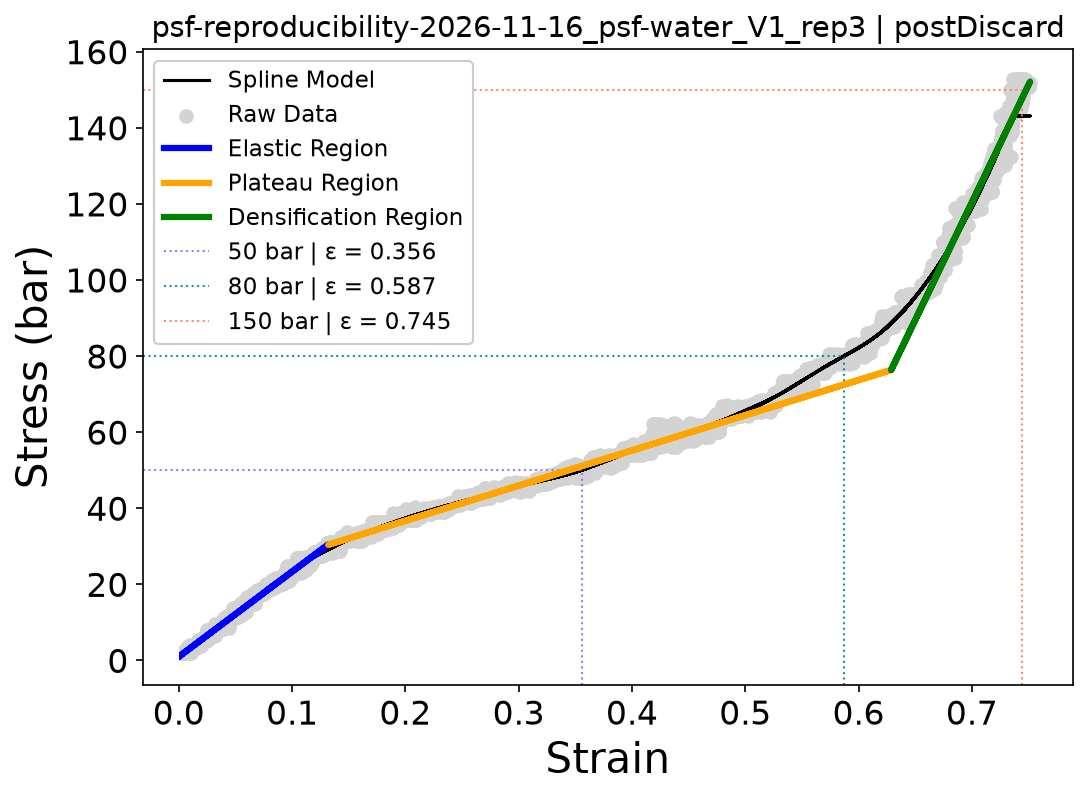 psf-reproducibility-2026-11-16_psf-water_V1_rep3 | postDiscard
Stress (bar)
160
140
120
100
80
60
40
20
0
Spline Model
Raw Data
Elastic Region
Plateau Region
Densification Region
50 bar | ε = 0.356
80 bar | ε = 0.587
150 bar | ε = 0.745
0.0 0.1 0.2 0.3 0.4 0.5 0.6 0.7
Strain